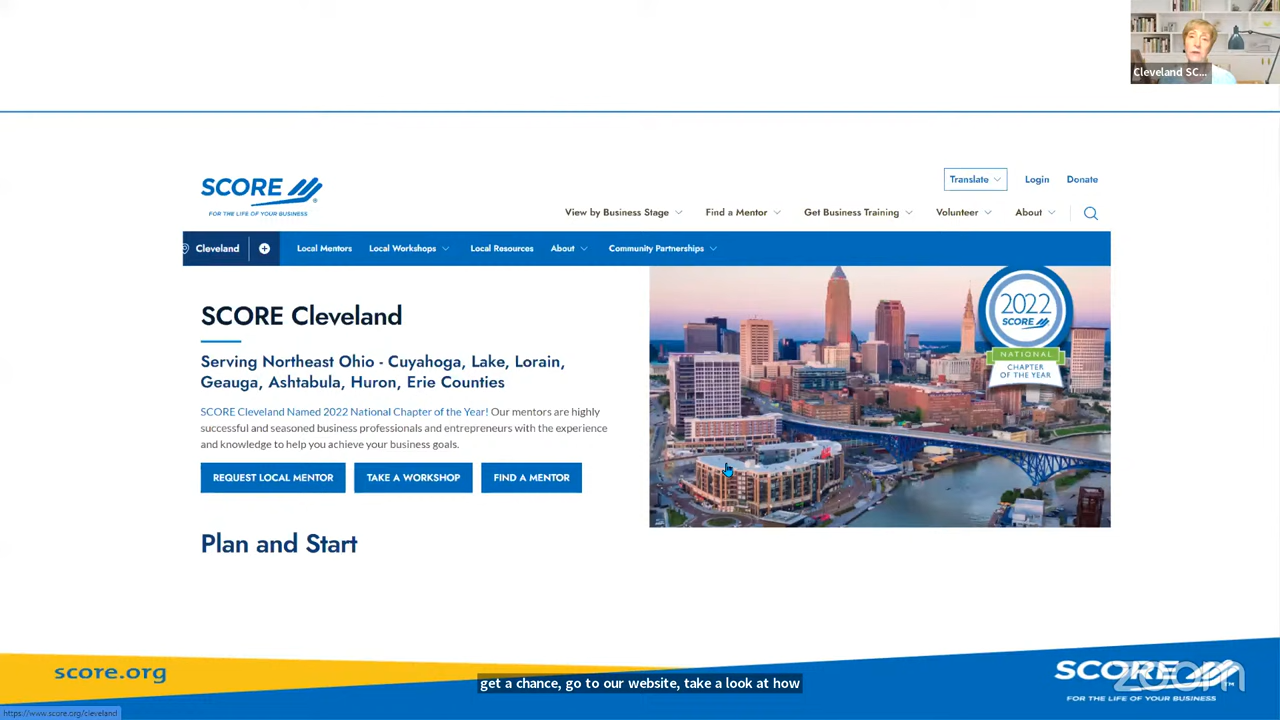 Cleveland SC...
SCORE
®
FOR THE LIFE OF YOUR BUSINESS
Translate
Login
Donate
View by Business Stage
Find a Mentor
Get Business Training
Volunteer
About
Cleveland
Local Mentors
Local Workshops
Local Resources
About
Community Partnerships
SCORE Cleveland
Serving Northeast Ohio - Cuyahoga, Lake, Lorain,
Geauga, Ashtabula, Huron, Erie Counties
SCORE Cleveland Named 2022 National Chapter of the Year! Our mentors are highly
successful and seasoned business professionals and entrepreneurs with the experience
and knowledge to help you achieve your business goals.
REQUEST LOCAL MENTOR
TAKE A WORKSHOP
FIND A MENTOR
2022
SCORE
NATIONAL
CHAPTER
OF THE YEAR
Plan and Start
score.org
get a chance, go to our website, take a look at how
SCORE
TM
FOR THE LIFE OF YOUR BUSINESS
zoom
https://www.score.org/cleveland